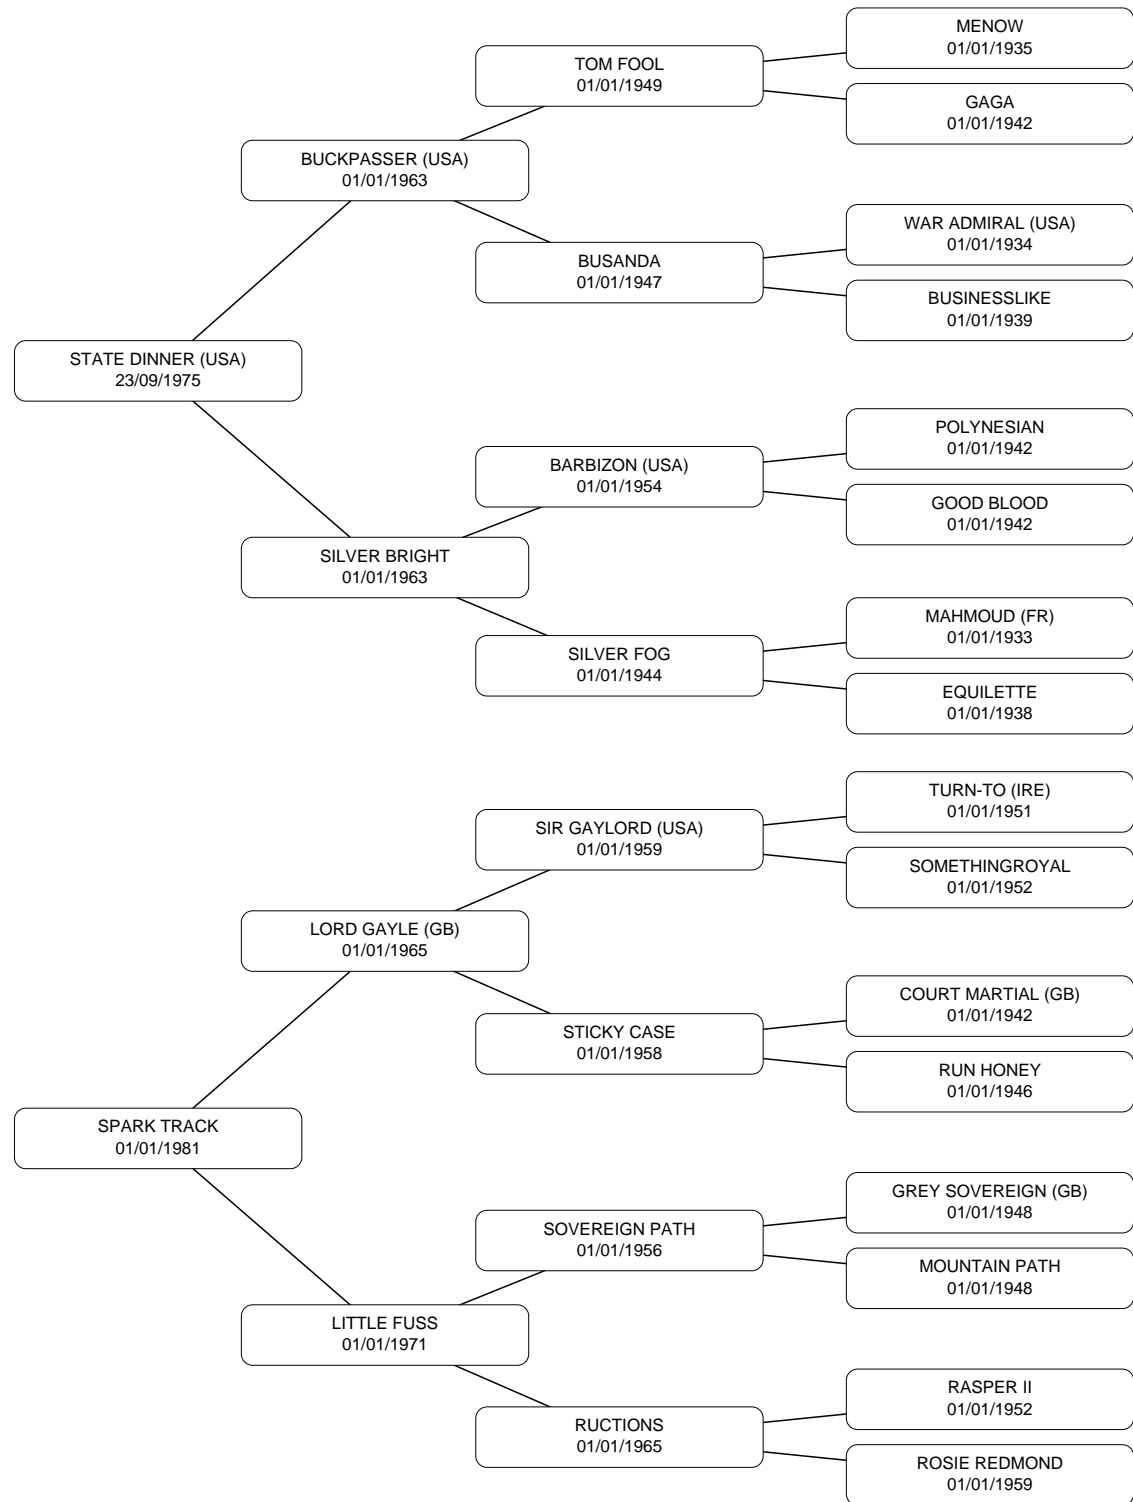 MENOW
01/01/1935
TOM FOOL
01/01/1949
GAGA
01/01/1942
BUCKPASSER (USA)
01/01/1963
WAR ADMIRAL (USA)
01/01/1934
BUSANDA
01/01/1947
BUSINESSLIKE
01/01/1939
STATE DINNER (USA)
23/09/1975
POLYNESIAN
01/01/1942
BARBIZON (USA)
01/01/1954
GOOD BLOOD
01/01/1942
SILVER BRIGHT
01/01/1963
MAHMOUD (FR)
01/01/1933
SILVER FOG
01/01/1944
EQUILETTE
01/01/1938
TURN-TO (IRE)
01/01/1951
SIR GAYLORD (USA)
01/01/1959
SOMETHINGROYAL
01/01/1952
LORD GAYLE (GB)
01/01/1965
COURT MARTIAL (GB)
01/01/1942
STICKY CASE
01/01/1958
RUN HONEY
01/01/1946
SPARK TRACK
01/01/1981
GREY SOVEREIGN (GB)
01/01/1948
SOVEREIGN PATH
01/01/1956
MOUNTAIN PATH
01/01/1948
LITTLE FUSS
01/01/1971
RASPER II
01/01/1952
RUCTIONS
01/01/1965
ROSIE REDMOND
01/01/1959